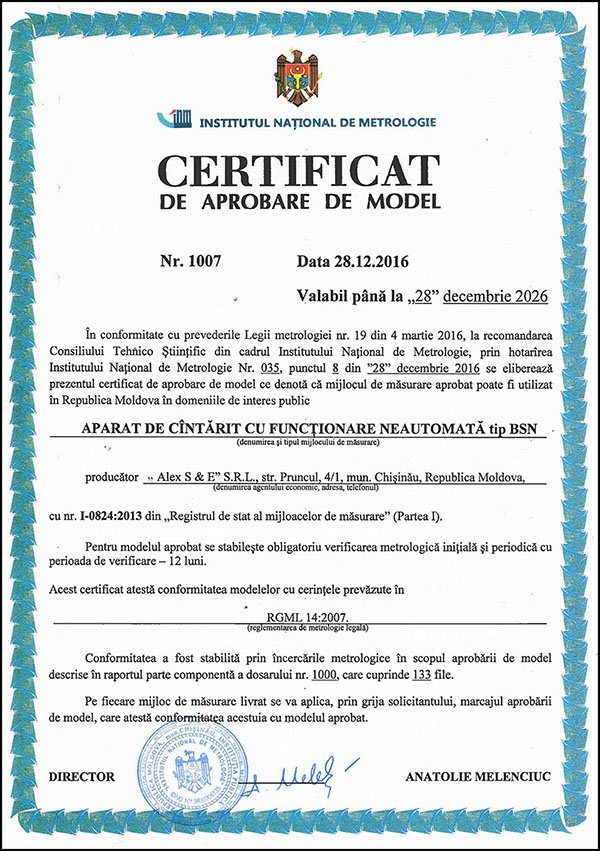 inm INSTITUTUL NAȚIONAL DE METROLOGIE
CERTIFICAT
DE APROBARE DE MODEL
Nr. 1007 Data 28.12.2016
Valabil până la „28” decembrie 2026
În conformitate cu prevederile Legii metrologiei nr. 19 din 4 martie 2016, la recomandarea
Consiliului Tehnico Științific din cadrul Institutului Național de Metrologie, prin hotărîrea
Institutului Național de Metrologie Nr. 035, punctul 8 din ”28” decembrie 2016 se eliberează
prezentul certificat de aprobare de model ce denotă că mijlocul de măsurare aprobat poate fi utilizat
în Republica Moldova în domeniile de interes public
APARAT DE CÎNTĂRIT CU FUNCȚIONARE NEAUTOMATĂ tip BSN
(denumirea și tipul mijlocului de măsurare)
producător „ Alex S & E” S.R.L., str. Pruncul, 4/1, mun. Chișinău, Republica Moldova,
(denumirea agentului economic, adresa, telefonul)
cu nr. I-0824:2013 din „Registrul de stat al mijloacelor de măsurare” (Partea I).
Pentru modelul aprobat se stabilește obligatoriu verificarea metrologică inițială și periodică cu
perioada de verificare – 12 luni.
Acest certificat atestă conformitatea modelelor cu cerințele prevăzute în
RGML 14:2007.
(reglementarea de metrologie legală)
Conformitatea a fost stabilită prin încercările metrologice în scopul aprobării de model
descrise în raportul parte componentă a dosarului nr. 1000, care cuprinde 133 file.
Pe fiecare mijloc de măsurare livrat se va aplica, prin grija solicitantului, marcajul aprobării
de model, care atestă conformitatea acestuia cu modelul aprobat.
DIRECTOR ANATOLIE MELENCIUC